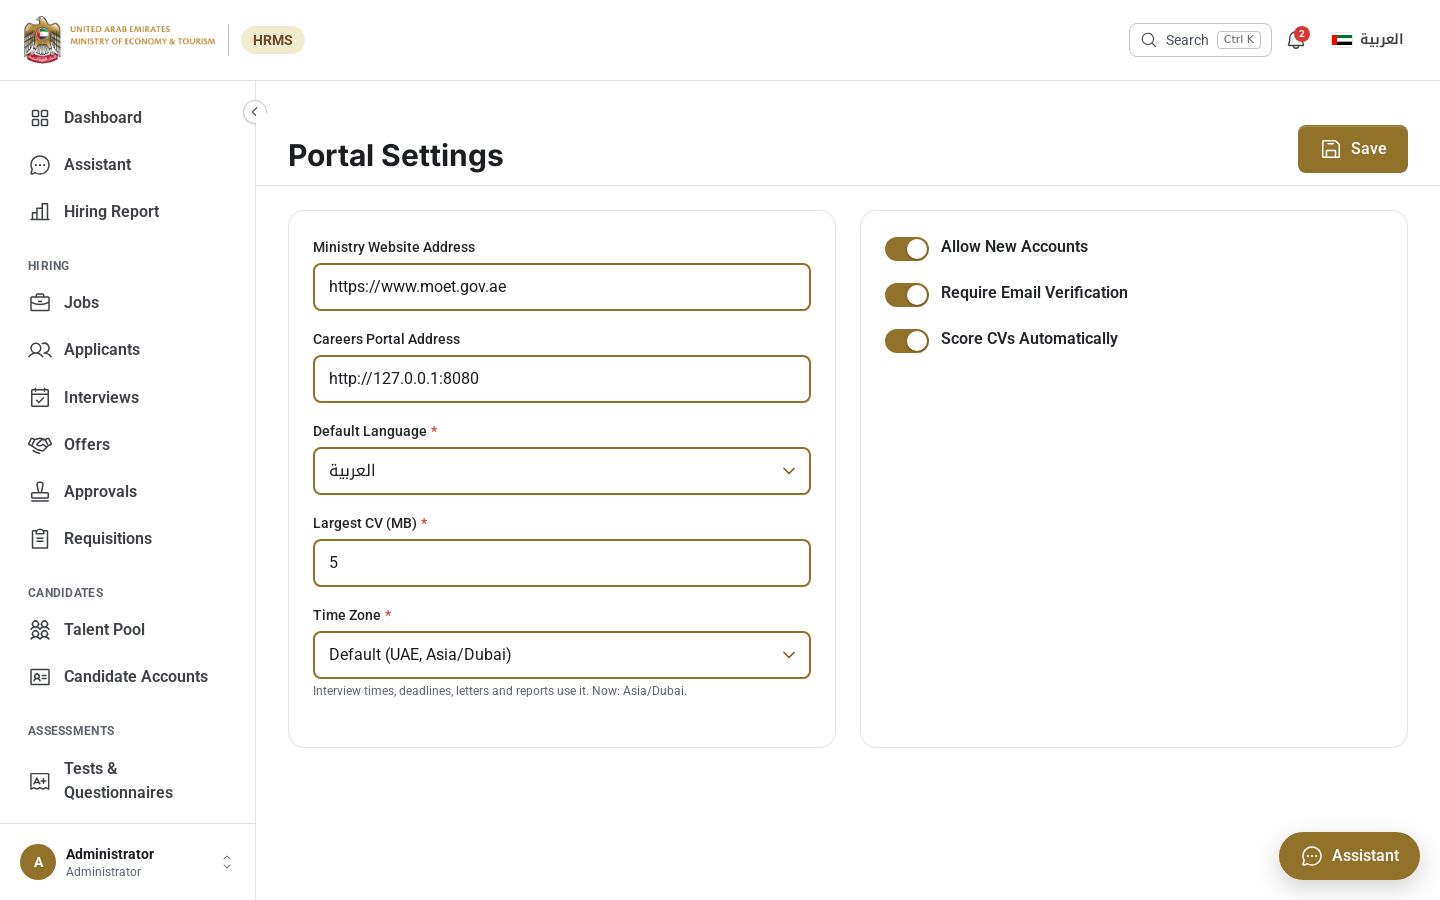 UNITED ARAB EMIRATES
MINISTRY OF ECONOMY & TOURISM
HRMS
Search
Ctrl K
2
العربية
Dashboard
Assistant
Hiring Report
HIRING
Jobs
Applicants
Interviews
Offers
Approvals
Requisitions
CANDIDATES
Talent Pool
Candidate Accounts
ASSESSMENTS
Tests &
Questionnaires
A
Administrator
Administrator
Portal Settings
Save
Ministry Website Address
https://www.moet.gov.ae
Careers Portal Address
http://127.0.0.1:8080
Default Language *
العربية
Largest CV (MB) *
5
Time Zone *
Default (UAE, Asia/Dubai)
Interview times, deadlines, letters and reports use it. Now: Asia/Dubai.
Allow New Accounts
Require Email Verification
Score CVs Automatically
Assistant